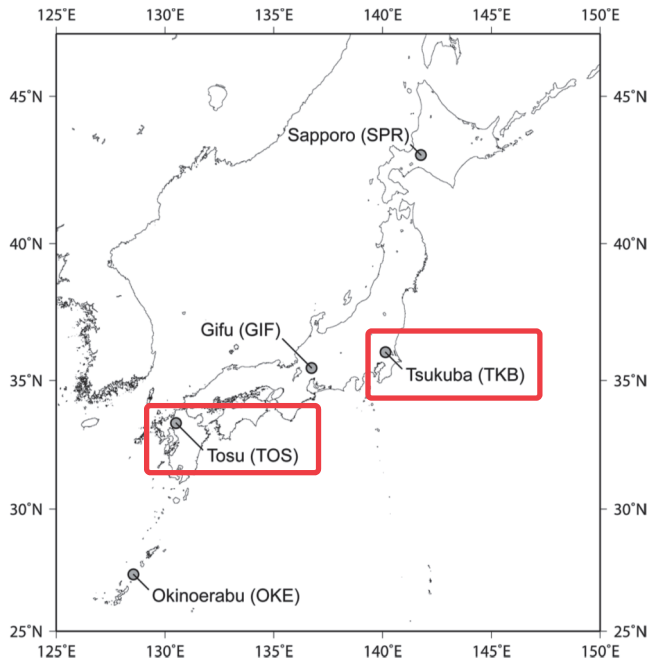 125˚E 130˚E 135˚E 140˚E 145˚E 150˚E
45˚N 45˚N
Sapporo (SPR)
40˚N 40˚N
Gifu (GIF)
Tsukuba (TKB)
35˚N 35˚N
Tosu (TOS)
30˚N 30˚N
Okinoerabu (OKE)
25˚N 25˚N
125˚E 130˚E 135˚E 140˚E 145˚E 150˚E